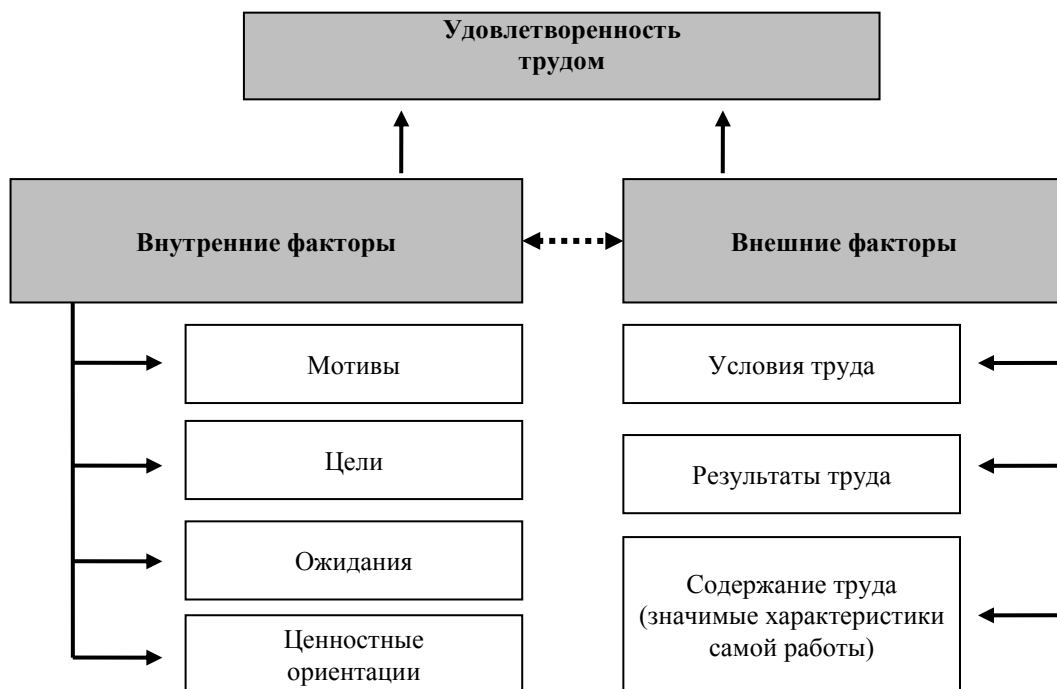 Удовлетворенность
трудом
Внутренние факторы
Внешние факторы
Мотивы
Цели
Ожидания
Ценностные
ориентации
Условия труда
Результаты труда
Содержание труда
(значимые характеристики
самой работы)